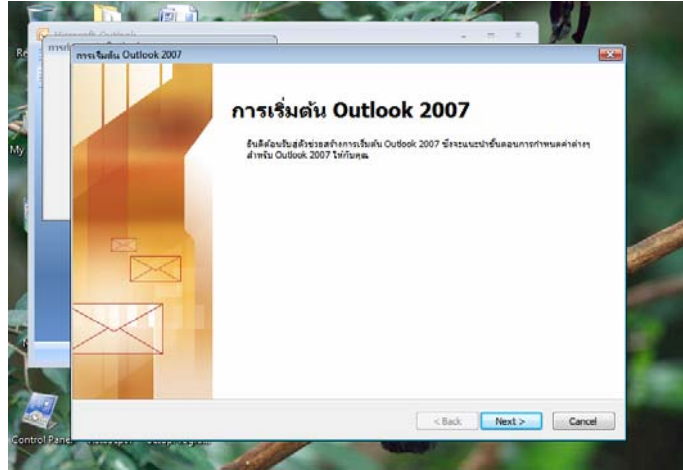 Microsoft Outlook
การเริ่มต้น Outlook 2007
การเริ่มต้น Outlook 2007
ยินดีต้อนรับสู่ตัวช่วยสร้างการเริ่มต้น Outlook 2007 ซึ่งจะแนะนำขั้นตอนการกำหนดค่าต่างๆ
สำหรับ Outlook 2007 ให้กับคุณ
< Back
Next >
Cancel
Control Panel